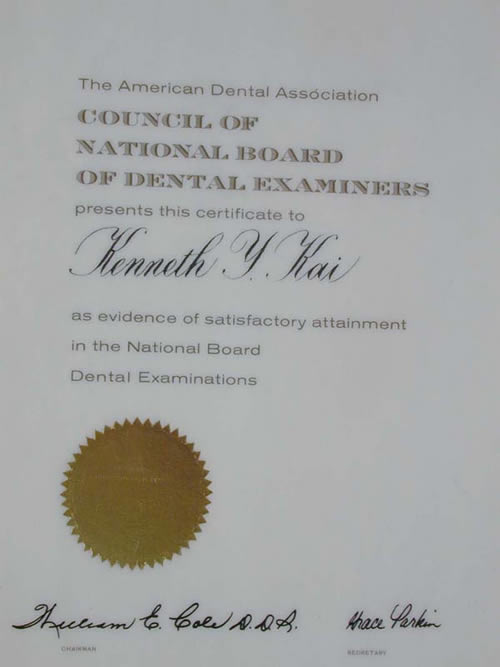 The American Dental Association
COUNCIL OF
NATIONAL BOARD
OF DENTAL EXAMINERS
presents this certificate to
Kenneth Y. Kai
as evidence of satisfactory attainment
in the National Board
Dental Examinations
William E. Cole D.D.S. Grace Parkin
CHAIRMAN SECRETARY